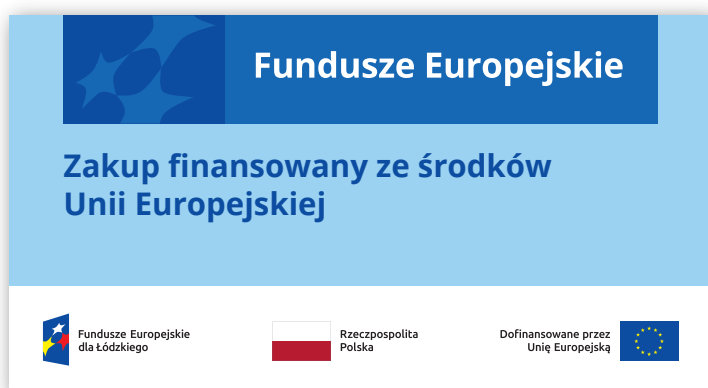 Fundusze Europejskie
Zakup finansowany ze środków
Unii Europejskiej
Fundusze Europejskie
dla Łódzkiego
Rzeczpospolita
Polska
Dofinansowane przez
Unię Europejską